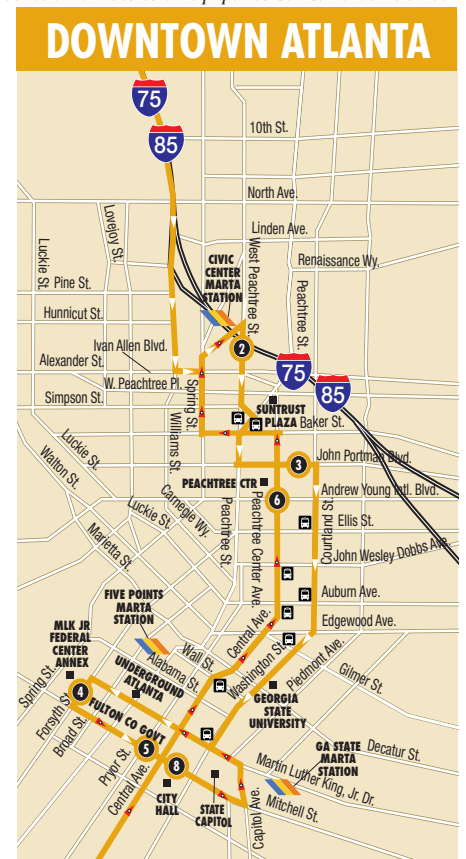 DOWNTOWN ATLANTA
75
85
10th St.
North Ave.
Lovejoy St.
Linden Ave.
Luckie St.
CIVIC
CENTER
MARTA
STATION
West Peachtree St.
Renaissance Wy.
Pine St.
Peachtree St.
Hunnicut St.
Ivan Allen Blvd.
2
Alexander St.
75
85
W. Peachtree Pl.
Spring St.
Simpson St.
SUNTRUST
PLAZA
Baker St.
Williams St.
Luckie St.
John Portman Blvd.
3
Walton St.
PEACHTREE CTR
Andrew Young Intl. Blvd.
6
Carnegie Wy.
Luckie St.
Peachtree St.
Peachtree Center Ave.
Courtland St.
Ellis St.
Marietta St.
John Wesley Dobbs Ave.
FIVE POINTS
MARTA
STATION
Auburn Ave.
MLK JR
FEDERAL
CENTER
ANNEX
Central Ave.
Edgewood Ave.
Wall St.
Alabama St.
Washington St.
Piedmont Ave.
Gilmer St.
UNDERGROUND
ATLANTA
Spring St.
4
FULTON CO GOVT
GEORGIA
STATE
UNIVERSITY
Forsyth St.
Broad St.
GA STATE
MARTA
STATION
Decatur St.
5
Pryor St.
8
Martin Luther King, Jr. Dr.
Central Ave.
CITY
HALL
STATE
CAPITOL
Mitchell St.
Capitol Ave.